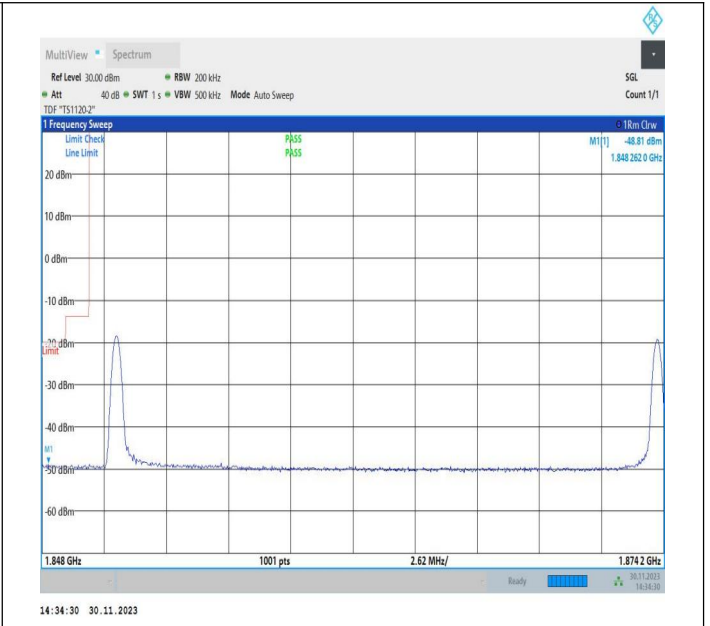 R S
MultiView Spectrum
Ref Level 30.00 dBm RBW 200 kHz SGL
Att 40 dB SWT 1 s VBW 500 kHz Mode Auto Sweep Count 1/1
TDF "TS1120-2"
1 Frequency Sweep 1Rm Clrw
Limit Check PASS M1[1] -48.81 dBm
Line Limit PASS 1.848 262 0 GHz
20 dBm
10 dBm
0 dBm
-10 dBm
-20 dBm
Limit
-30 dBm
-40 dBm
M1
-50 dBm
-60 dBm
1.848 GHz 1001 pts 2.62 MHz/ 1.874 2 GHz
Ready 30.11.2023
14:34:30
14:34:30 30.11.2023